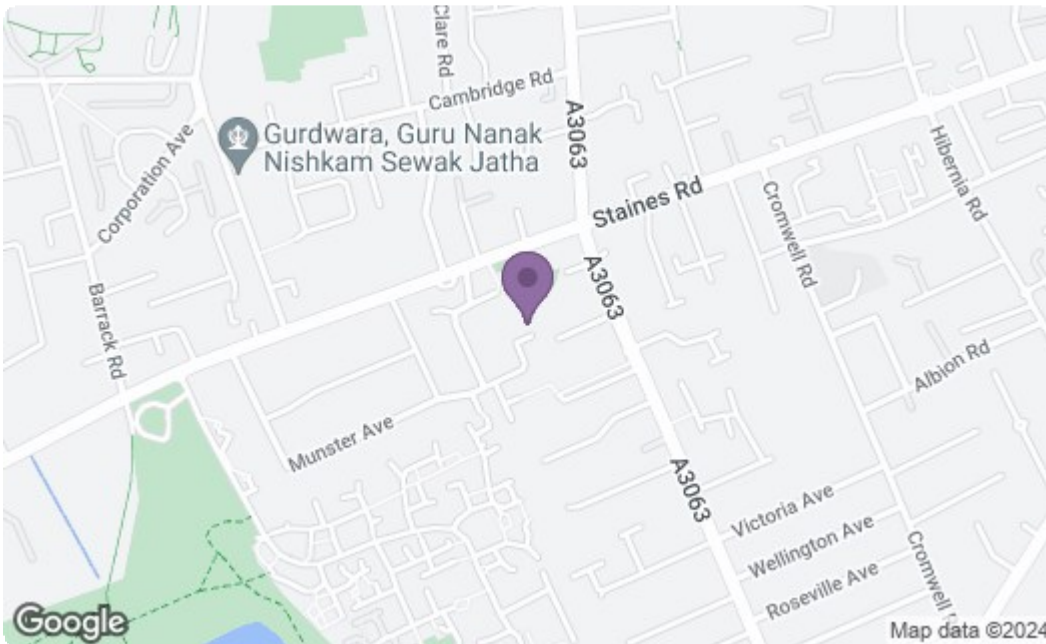 Clare Rd
Cambridge Rd
A3063
Gurdwara, Guru Nanak
Nishkam Sewak Jatha
Corporation Ave
Staines Rd
Hibernia Rd
Cromwell Rd
A3063
Barrack Rd
Albion Rd
Munster Ave
A3063
Victoria Ave
Wellington Ave
Roseville Ave
Cromwell R
Google
Map data ©2024